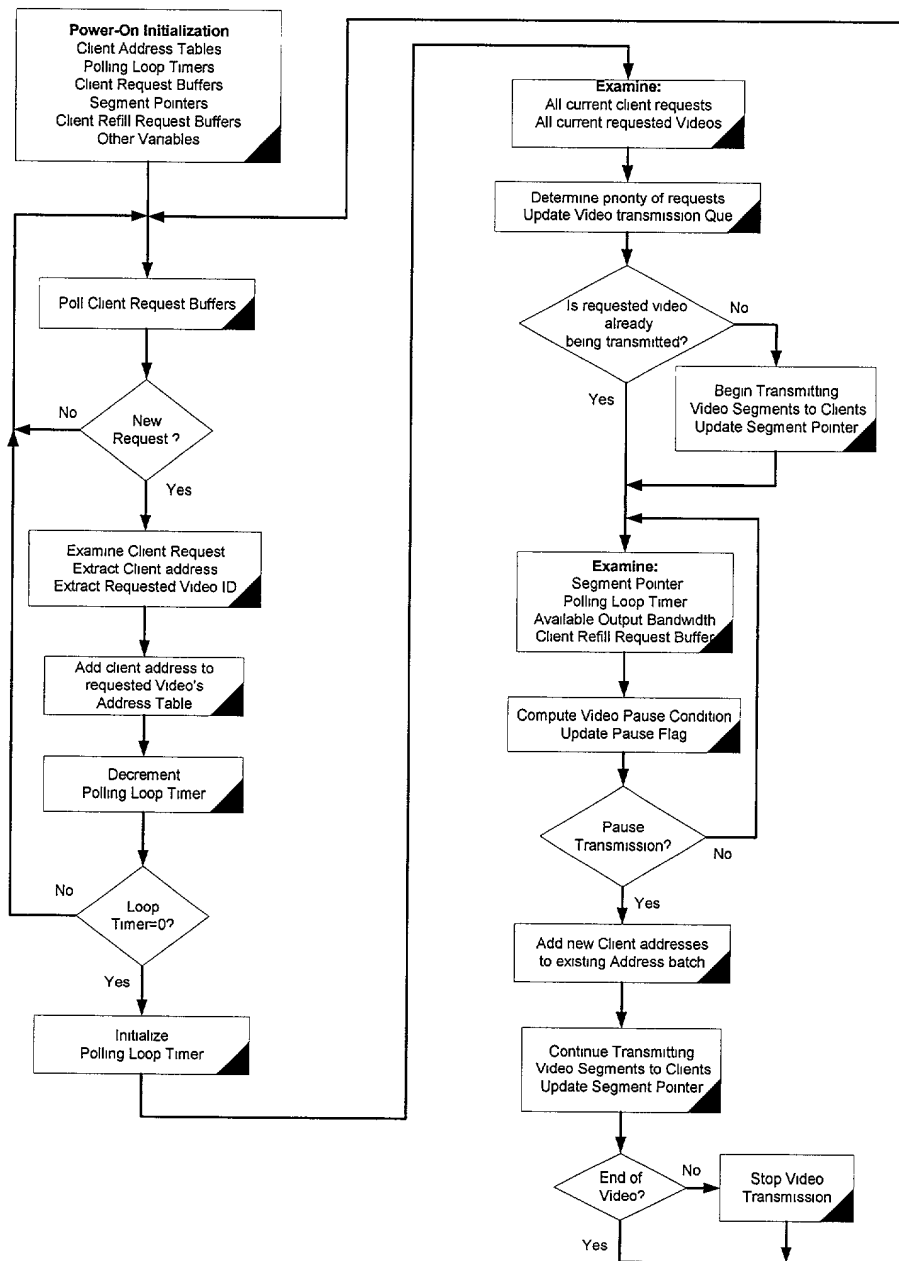 Power-On Initialization
Client Address Tables
Polling Loop Timers
Client Request Buffers
Segment Pointers
Client Refill Request Buffers
Other Variables
Poll Client Request Buffers
No
New
Request ?
Yes
Examine Client Request
Extract Client address
Extract Requested Video ID
Add client address to
requested Video's
Address Table
Decrement
Polling Loop Timer
No
Loop
Timer=0?
Yes
Initialize
Polling Loop Timer
Examine:
All current client requests
All current requested Videos
Determine priority of requests
Update Video transmission Que
Is requested video
already
being transmitted?
No
Yes
Begin Transmitting
Video Segments to Clients
Update Segment Pointer
Examine:
Segment Pointer
Polling Loop Timer
Available Output Bandwidth
Client Refill Request Buffer
Compute Video Pause Condition
Update Pause Flag
Pause
Transmission?
No
Yes
Add new Client addresses
to existing Address batch
Continue Transmitting
Video Segments to Clients
Update Segment Pointer
End of
Video?
No
Stop Video
Transmission
Yes